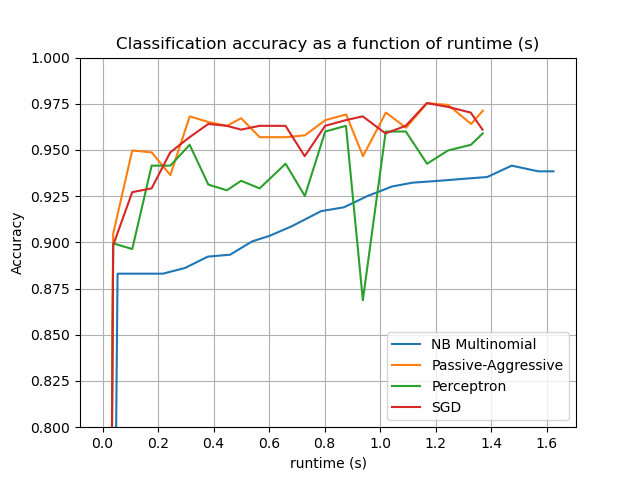 Classification accuracy as a function of runtime (s)
1.000
0.975
0.950
0.925
0.900
0.875
0.850
0.825
0.800
Accuracy
NB Multinomial
Passive-Aggressive
Perceptron
SGD
0.0 0.2 0.4 0.6 0.8 1.0 1.2 1.4 1.6
runtime (s)